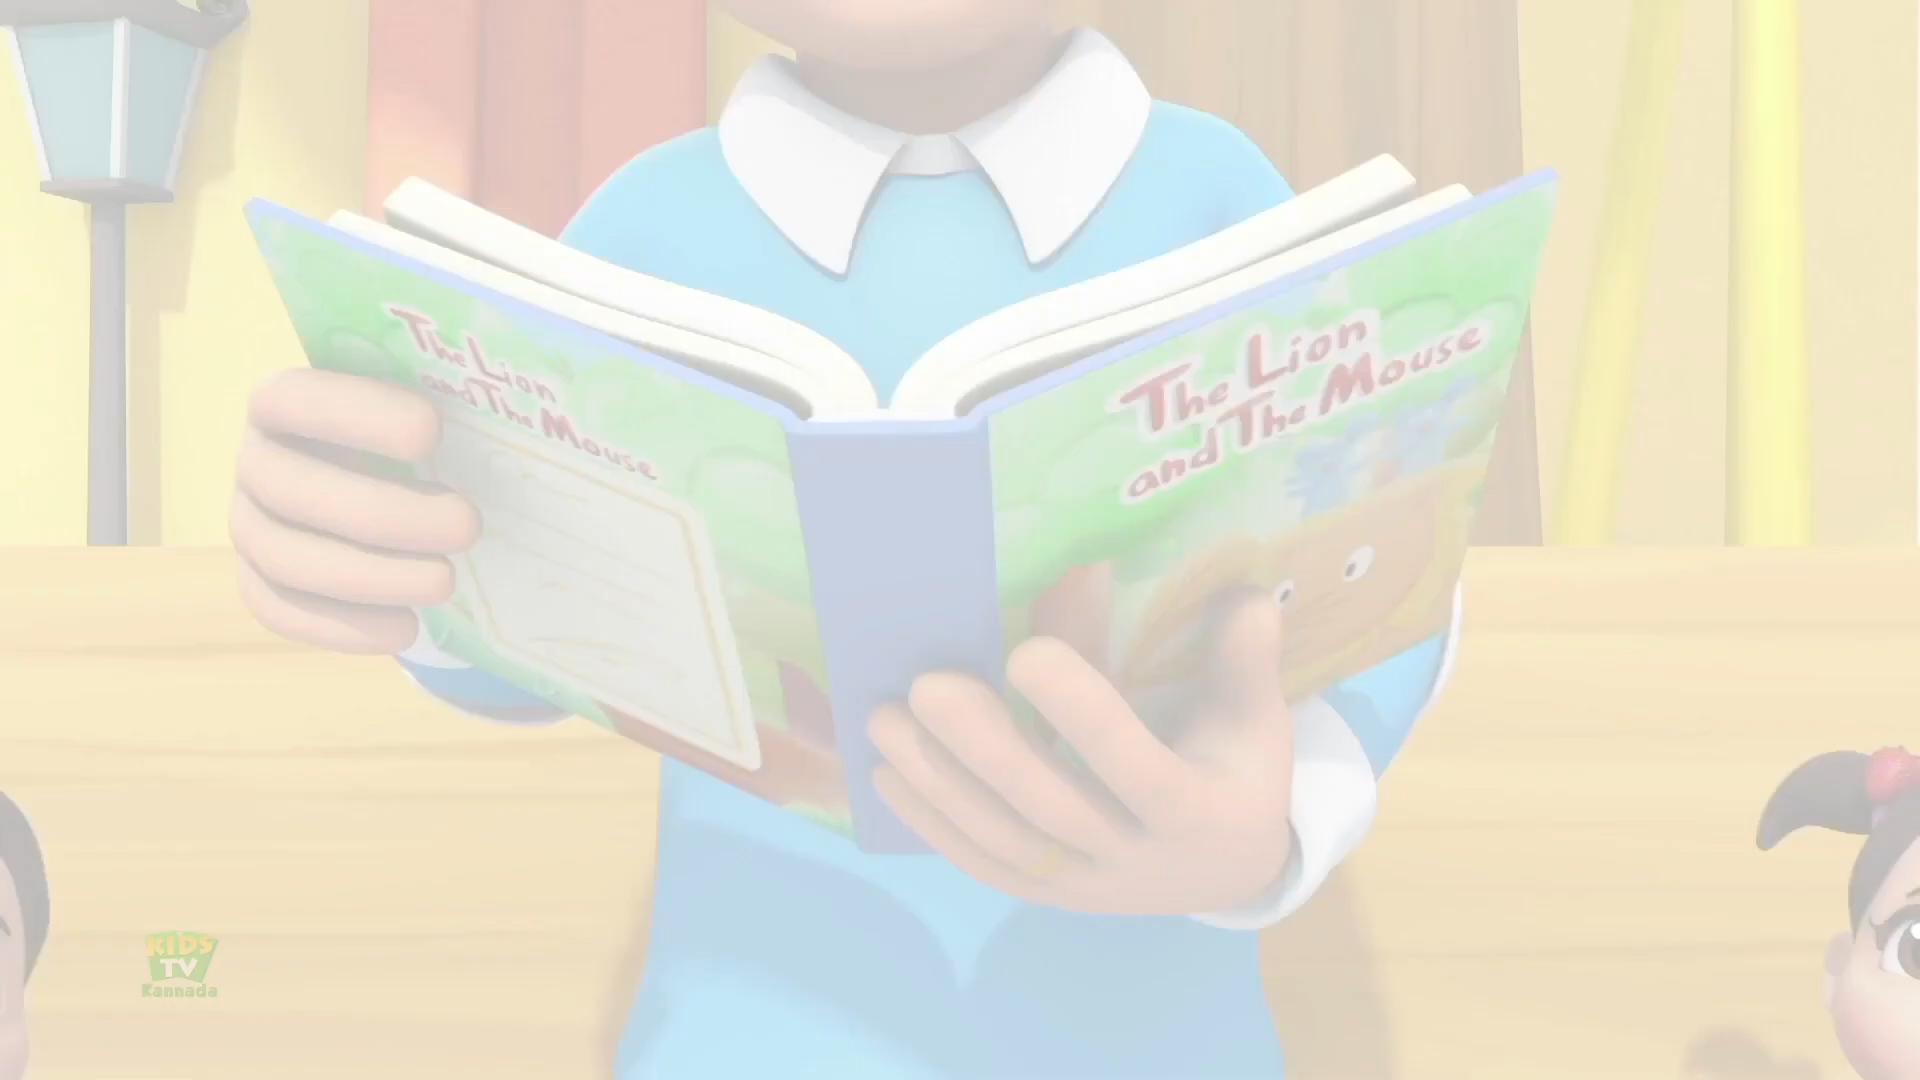 The Lion
and The Mouse
The Lion
and The Mouse
KIDS
TV
Kannada